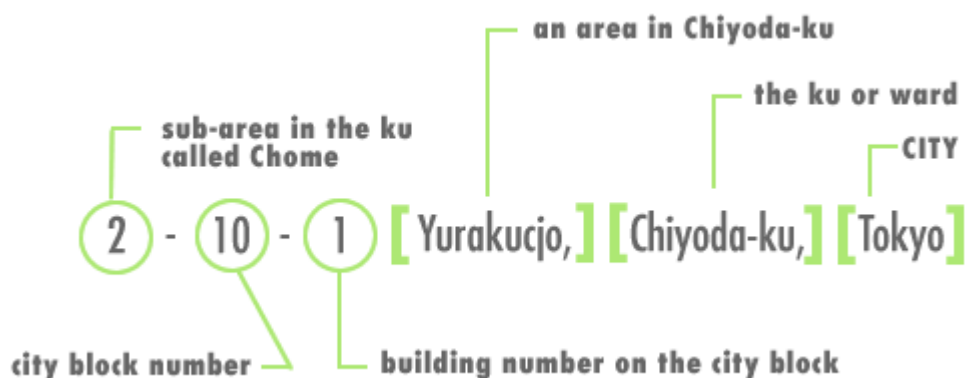 an area in Chiyoda-ku
the ku or ward
sub-area in the ku
called Chome
CITY
2 - 10 - 1 [Yurakucjo,] [Chiyoda-ku,] [Tokyo]
city block number
building number on the city block